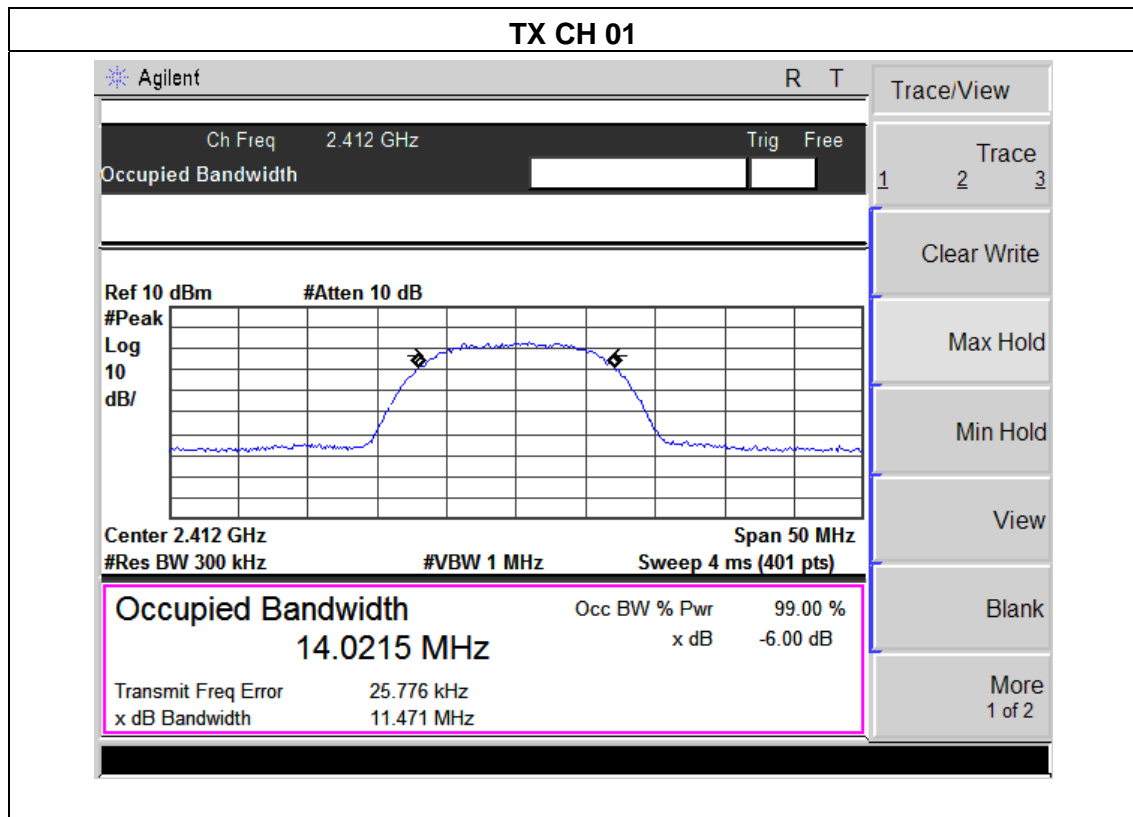 TX CH 01
Agilent R T
Trace/View
Ch Freq 2.412 GHz Trig Free
Occupied Bandwidth
Trace
1 2 3
Clear Write
Max Hold
Min Hold
View
Blank
More
1 of 2
Ref 10 dBm #Atten 10 dB
#Peak
Log
10
dB/
Center 2.412 GHz Span 50 MHz
#Res BW 300 kHz #VBW 1 MHz Sweep 4 ms (401 pts)
Occupied Bandwidth Occ BW % Pwr 99.00 %
14.0215 MHz x dB -6.00 dB
Transmit Freq Error 25.776 kHz
x dB Bandwidth 11.471 MHz